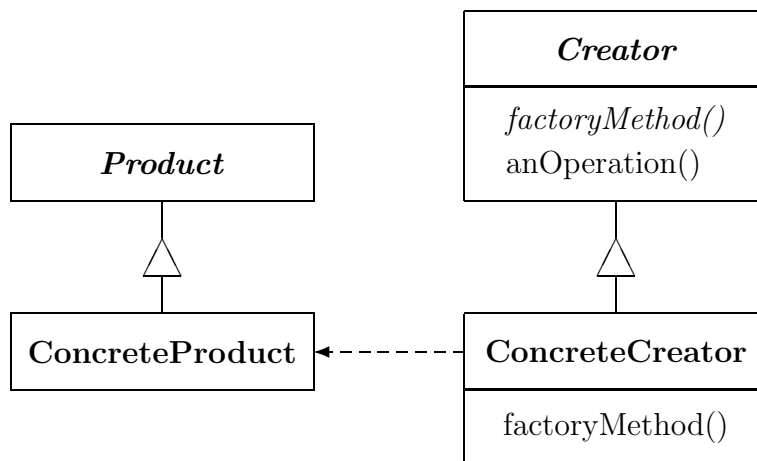 Creator
factoryMethod()
anOperation()
Product
ConcreteProduct
ConcreteCreator
factoryMethod()